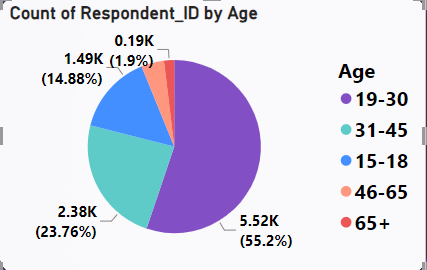 Count of Respondent_ID by Age
0.19K
(1.9%)
1.49K
(14.88%)
2.38K
(23.76%)
5.52K
(55.2%)
Age
19-30
31-45
15-18
46-65
65+